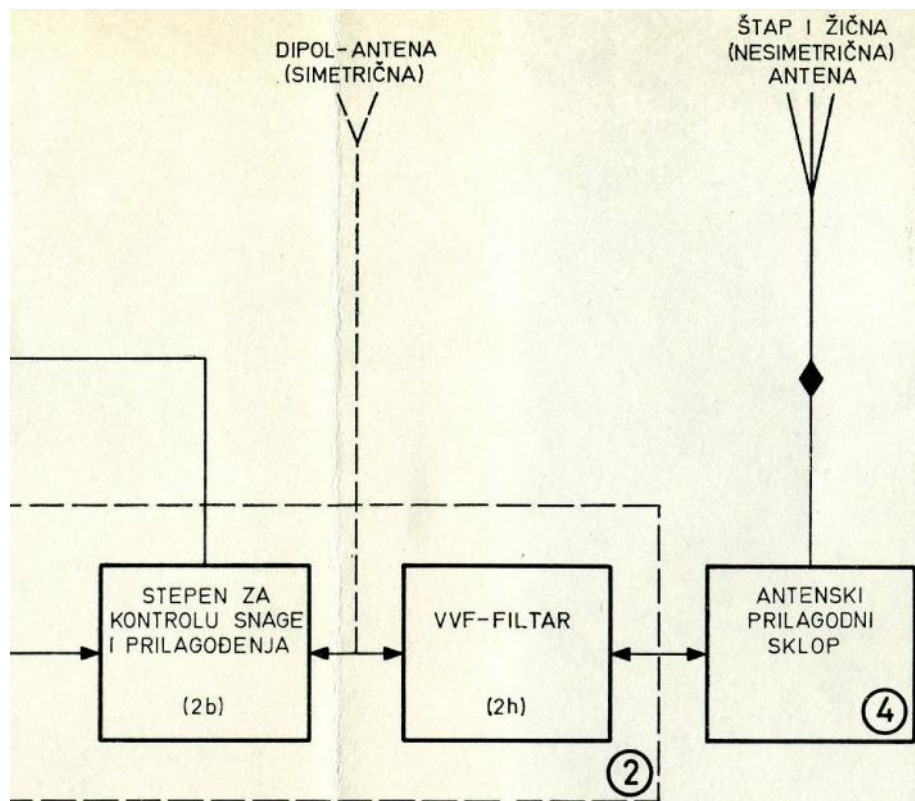 DIPOL-ANTENA
(SIMETRIČNA)
ŠTAP I ŽIČNA
(NESIMETRIČNA)
ANTENA
STEPEN ZA
KONTROLU SNAGE
I PRILAGOĐENJA
(2b)
VVF-FILTAR
(2h)
2
ANTENSKI
PRILAGODNI
SKLOP
4